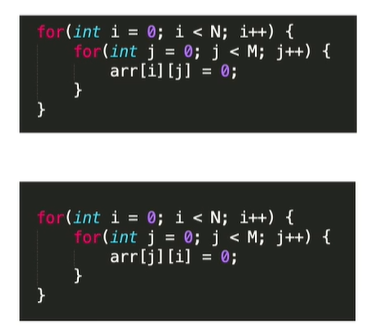 for(int i = 0; i < N; i++) {
    for(int j = 0; j < M; j++) {
        arr[i][j] = 0;
    }
}
for(int i = 0; i < N; i++) {
    for(int j = 0; j < M; j++) {
        arr[j][i] = 0;
    }
}